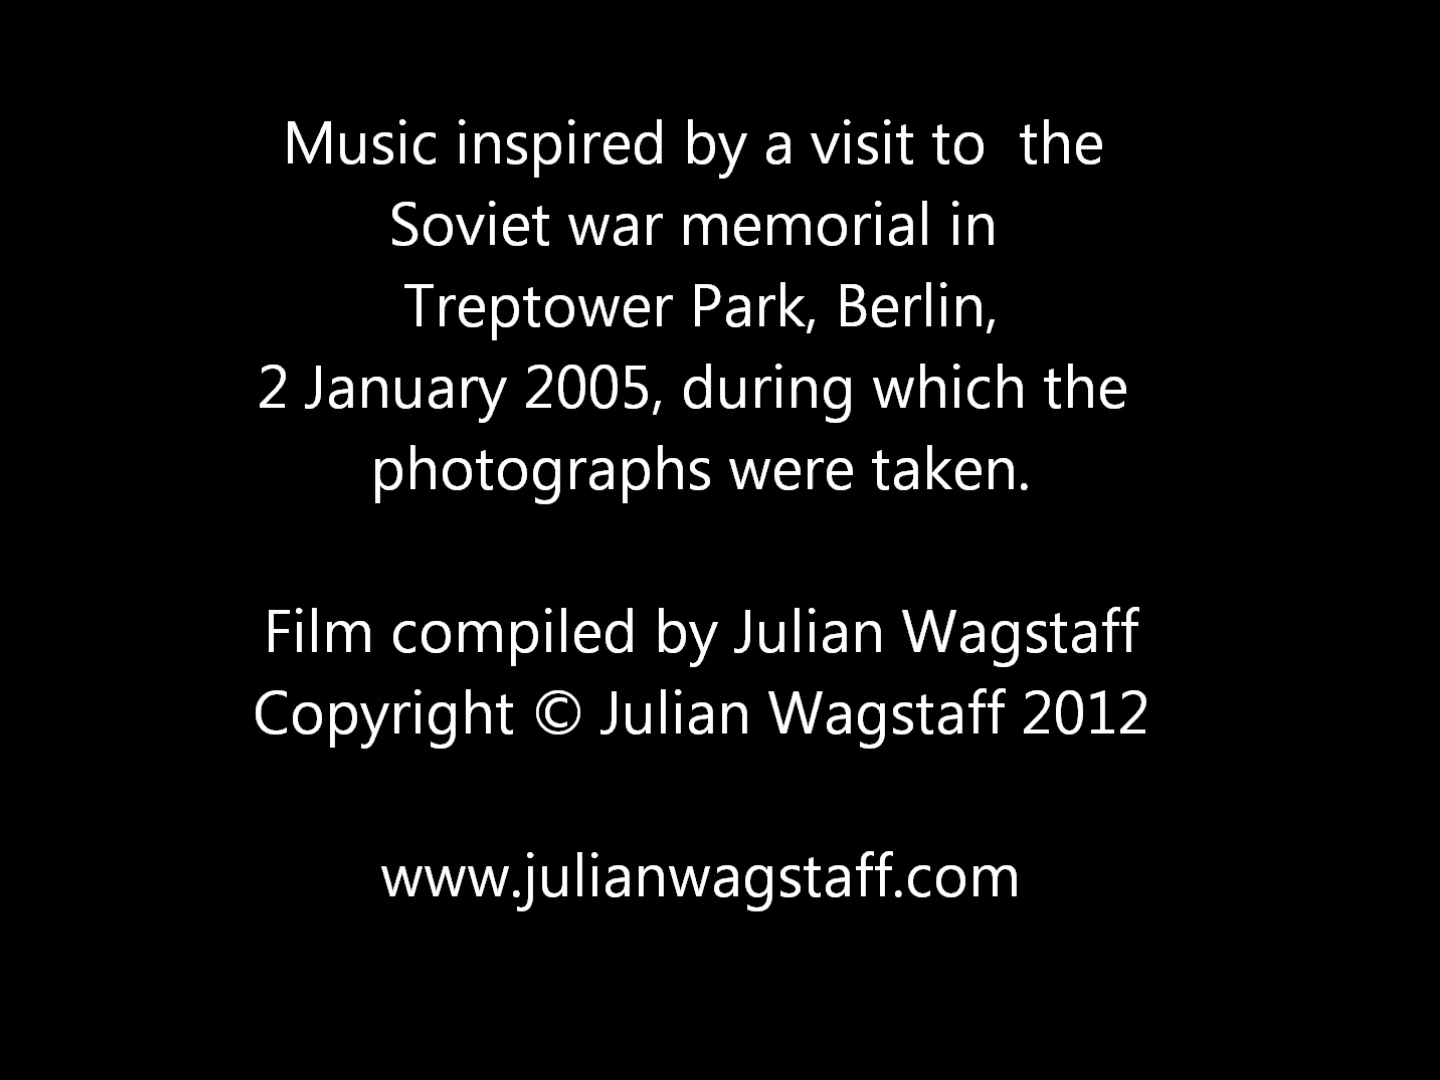 Music inspired by a visit to  the
Soviet war memorial in
Treptower Park, Berlin,
2 January 2005, during which the
photographs were taken.
Film compiled by Julian Wagstaff
Copyright © Julian Wagstaff 2012
www.julianwagstaff.com